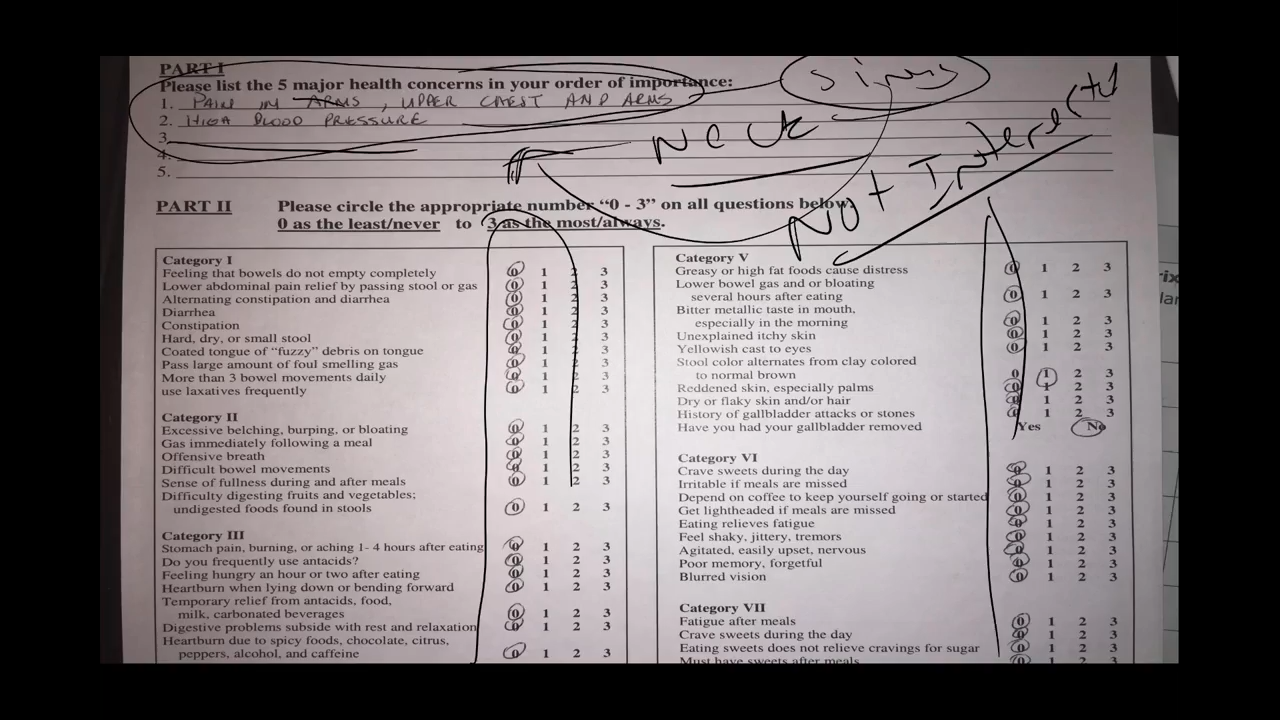 PART I
Please list the 5 major health concerns in your order of importance:
1. PAIN IN ARMS, UPPER CHEST AND ARMS
2. HIGH BLOOD PRESSURE
3.
4.
5.
Neck
Not Interected
PART II Please circle the appropriate number “0 - 3” on all questions below.
0 as the least/never to 3 as the most/always.
Category I
Feeling that bowels do not empty completely 0 1 2 3
Lower abdominal pain relief by passing stool or gas 0 1 2 3
Alternating constipation and diarrhea 0 1 2 3
Diarrhea 0 1 2 3
Constipation 0 1 2 3
Hard, dry, or small stool 0 1 2 3
Coated tongue of “fuzzy” debris on tongue 0 1 2 3
Pass large amount of foul smelling gas 0 1 2 3
More than 3 bowel movements daily 0 1 2 3
use laxatives frequently 0 1 2 3
Category II
Excessive belching, burping, or bloating 0 1 2 3
Gas immediately following a meal 0 1 2 3
Offensive breath 0 1 2 3
Difficult bowel movements 0 1 2 3
Sense of fullness during and after meals 0 1 2 3
Difficulty digesting fruits and vegetables;
undigested foods found in stools 0 1 2 3
Category III
Stomach pain, burning, or aching 1- 4 hours after eating 0 1 2 3
Do you frequently use antacids? 0 1 2 3
Feeling hungry an hour or two after eating 0 1 2 3
Heartburn when lying down or bending forward 0 1 2 3
Temporary relief from antacids, food,
milk, carbonated beverages 0 1 2 3
Digestive problems subside with rest and relaxation 0 1 2 3
Heartburn due to spicy foods, chocolate, citrus,
peppers, alcohol, and caffeine 0 1 2 3
Category V
Greasy or high fat foods cause distress 0 1 2 3
Lower bowel gas and or bloating
several hours after eating 0 1 2 3
Bitter metallic taste in mouth,
especially in the morning 0 1 2 3
Unexplained itchy skin 0 1 2 3
Yellowish cast to eyes 0 1 2 3
Stool color alternates from clay colored
to normal brown 0 1 2 3
Reddened skin, especially palms 0 1 2 3
Dry or flaky skin and/or hair 0 1 2 3
History of gallbladder attacks or stones 0 1 2 3
Have you had your gallbladder removed Yes No
Category VI
Crave sweets during the day 0 1 2 3
Irritable if meals are missed 0 1 2 3
Depend on coffee to keep yourself going or started 0 1 2 3
Get lightheaded if meals are missed 0 1 2 3
Eating relieves fatigue 0 1 2 3
Feel shaky, jittery, tremors 0 1 2 3
Agitated, easily upset, nervous 0 1 2 3
Poor memory, forgetful 0 1 2 3
Blurred vision 0 1 2 3
Category VII
Fatigue after meals 0 1 2 3
Crave sweets during the day 0 1 2 3
Eating sweets does not relieve cravings for sugar 0 1 2 3
Must have sweets after meals 0 1 2 3